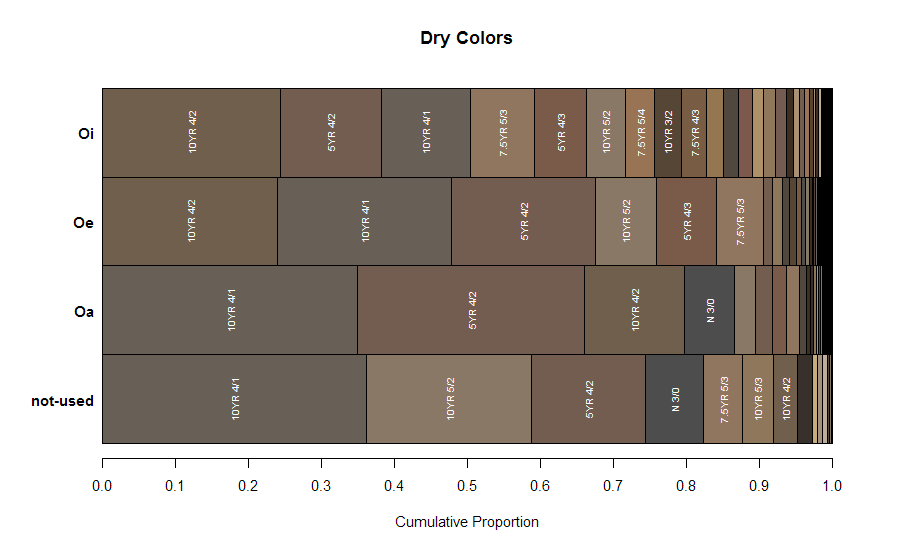 Dry Colors
Oi
10YR 4/2
5YR 4/2
10YR 4/1
7.5YR 5/3
5YR 4/3
10YR 5/2
7.5YR 5/4
10YR 3/2
7.5YR 4/3
Oe
10YR 4/2
10YR 4/1
5YR 4/2
10YR 5/2
5YR 4/3
7.5YR 5/3
Oa
10YR 4/1
5YR 4/2
10YR 4/2
N 3/0
not-used
10YR 4/1
10YR 5/2
5YR 4/2
N 3/0
7.5YR 5/3
10YR 5/3
10YR 4/2
0.0 0.1 0.2 0.3 0.4 0.5 0.6 0.7 0.8 0.9 1.0
Cumulative Proportion